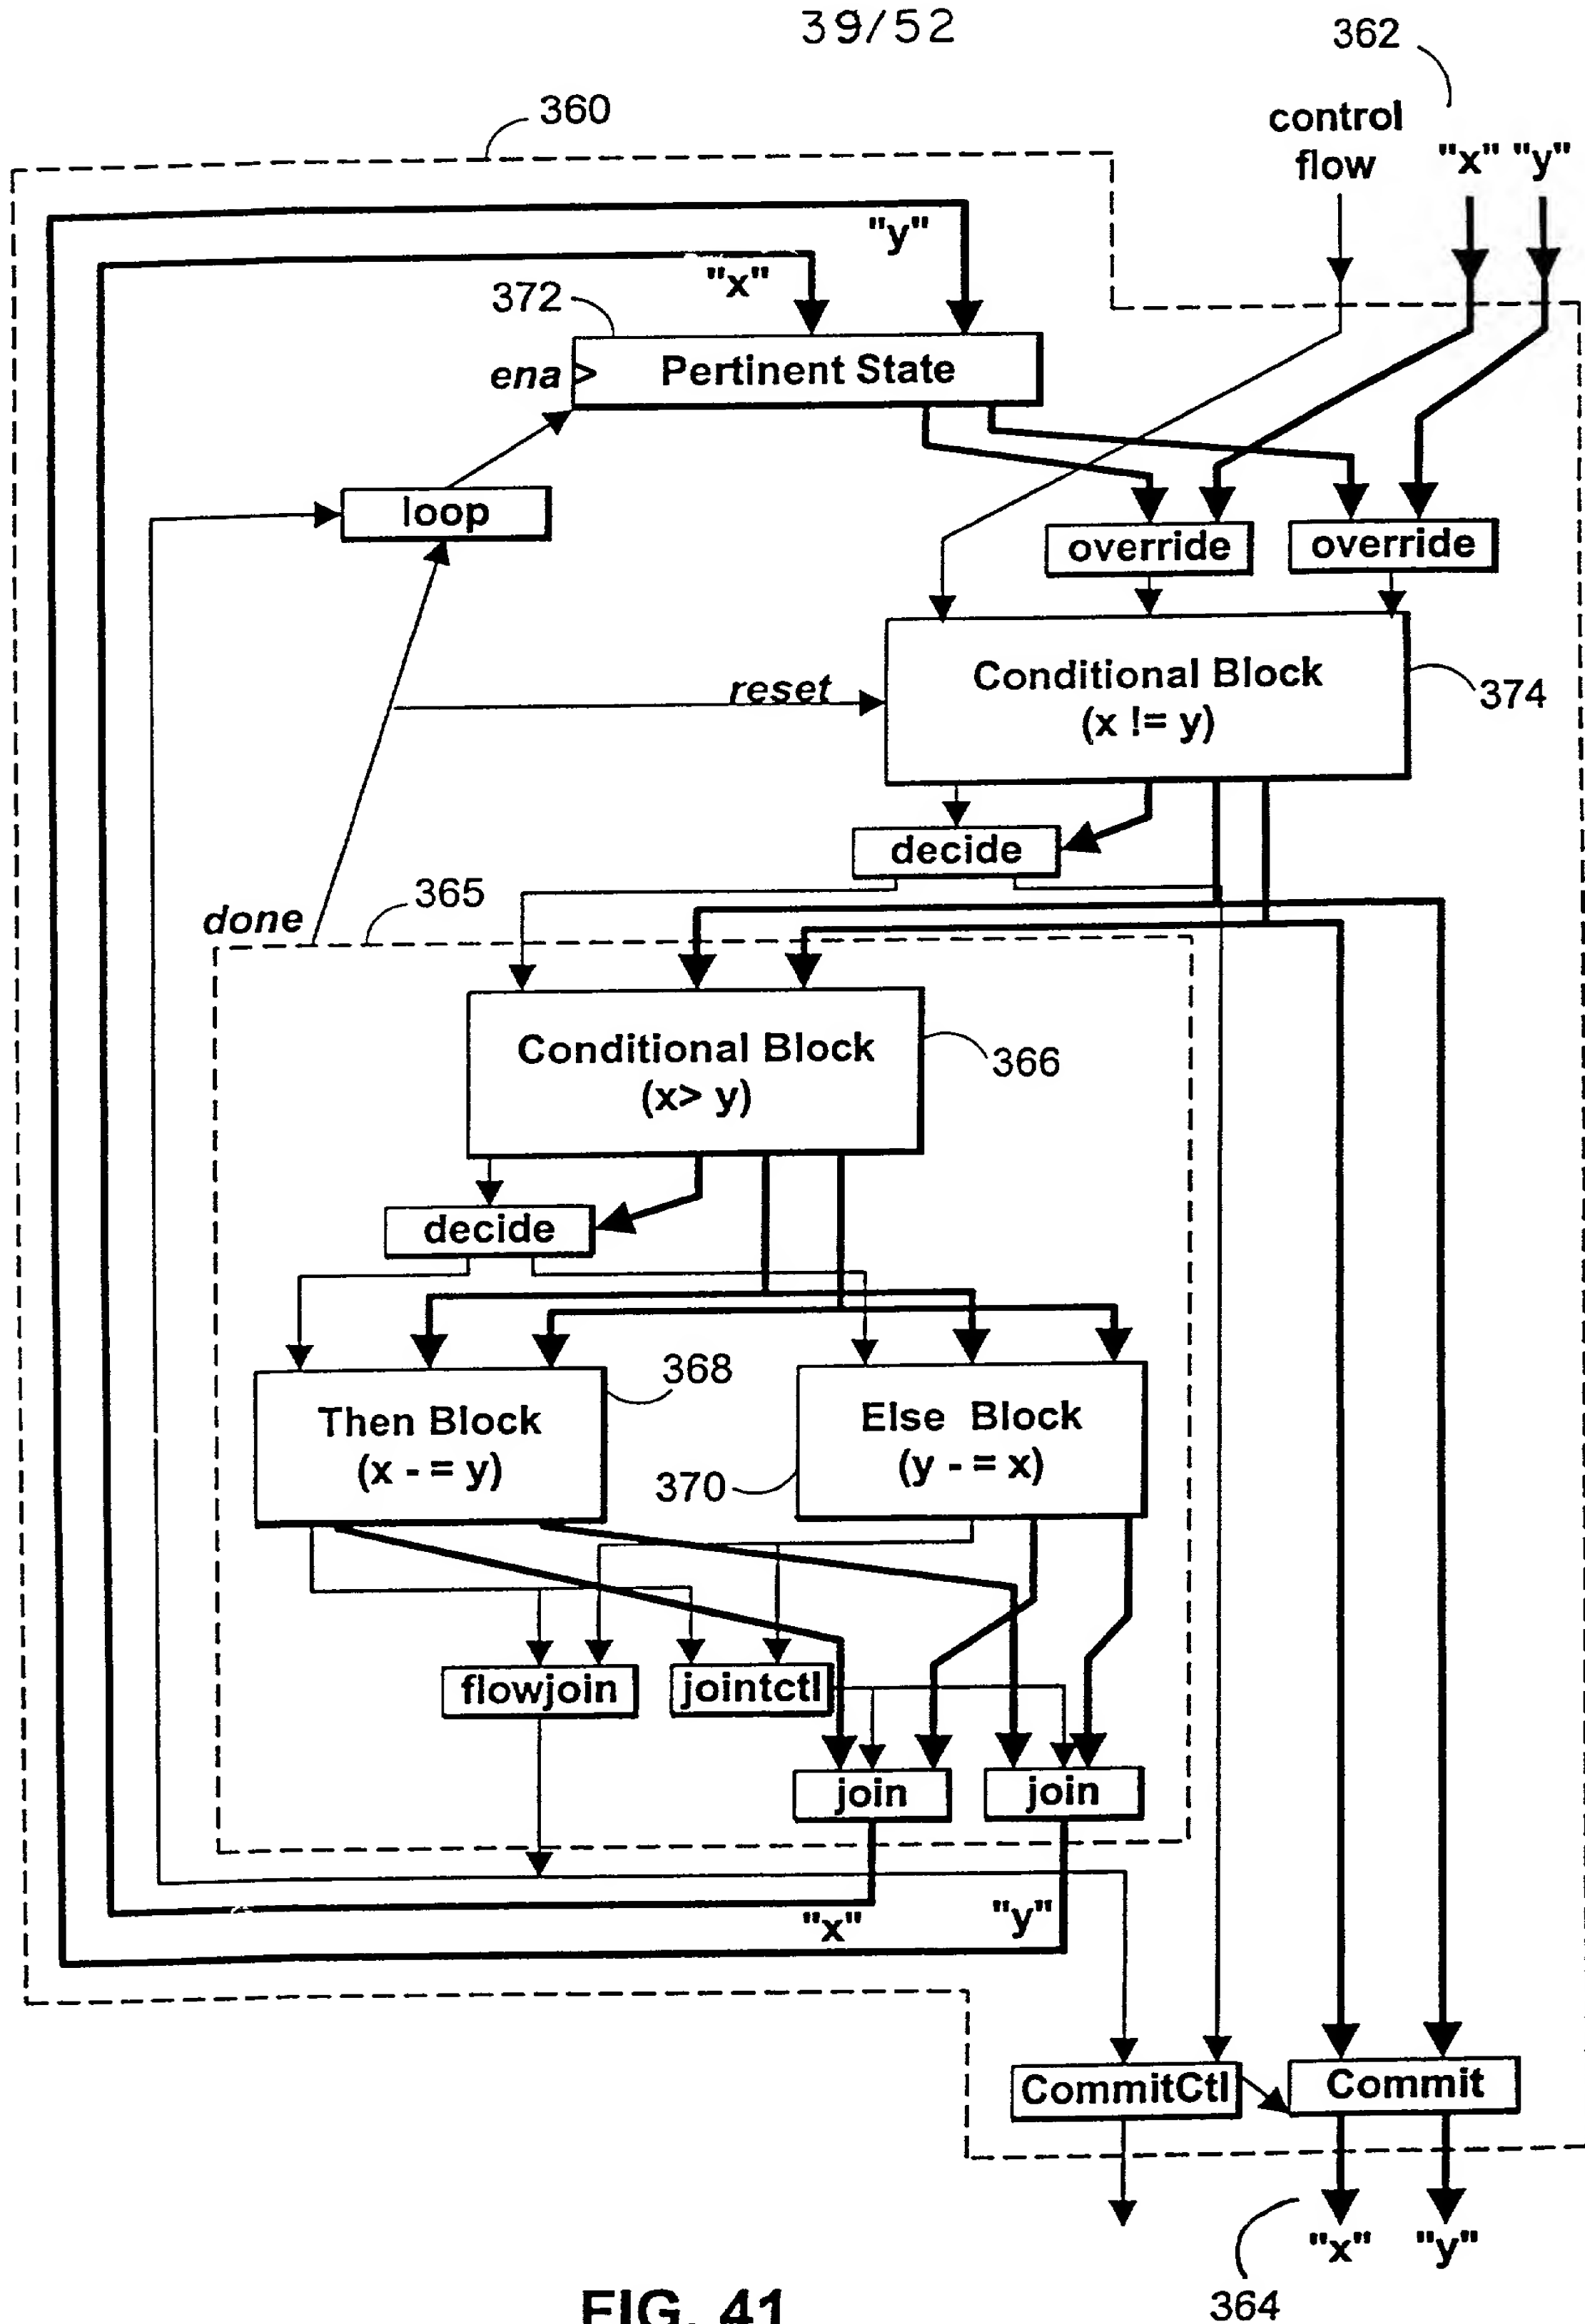 39/52
362
360
control
flow
"x" "y"
"y"
"x"
372
ena >
Pertinent State
loop
override
override
reset
Conditional Block
(x != y)
374
decide
365
done
Conditional Block
(x> y)
366
decide
368
Then Block
(x - = y)
Else Block
(y - = x)
370
flowjoin
jointctl
join
join
"x"
"y"
CommitCtl
Commit
"x" "y"
364
FIG. 41